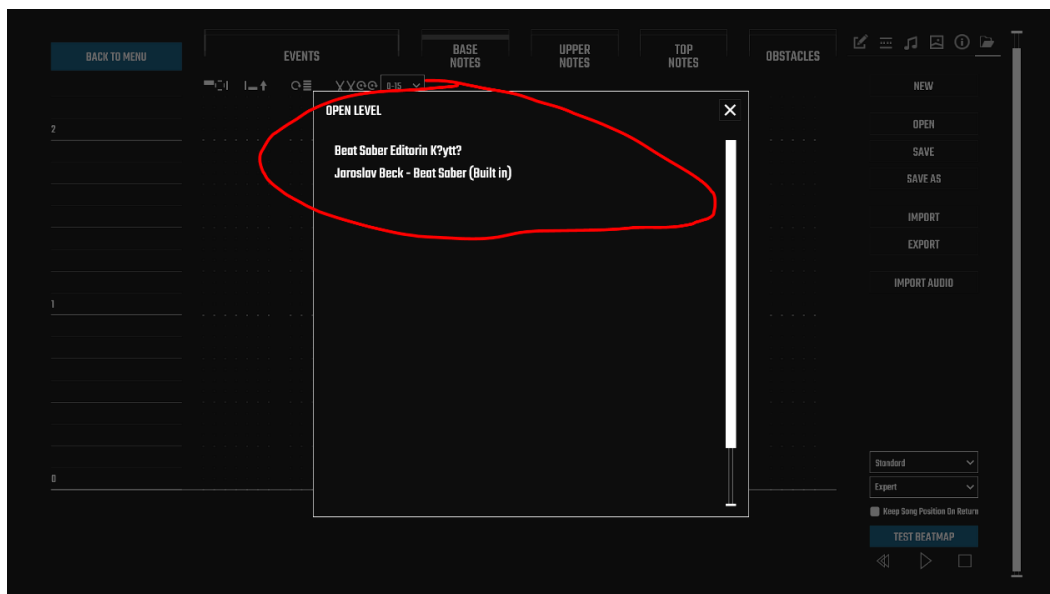 BACK TO MENU
EVENTS
BASE
NOTES
UPPER
NOTES
TOP
NOTES
OBSTACLES
0-15
NEW
OPEN LEVEL
2
OPEN
Beat Saber Editorin K?ytt?
SAVE
Jaroslav Beck - Beat Saber (Built in)
SAVE AS
IMPORT
EXPORT
IMPORT AUDIO
1
Standard
0
Expert
Keep Song Position On Return
TEST BEATMAP